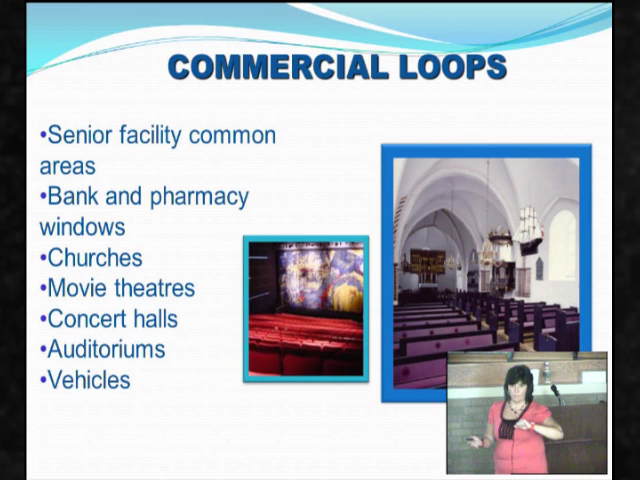 COMMERCIAL LOOPS
•Senior facility common
areas
•Bank and pharmacy
windows
•Churches
•Movie theatres
•Concert halls
•Auditoriums
•Vehicles